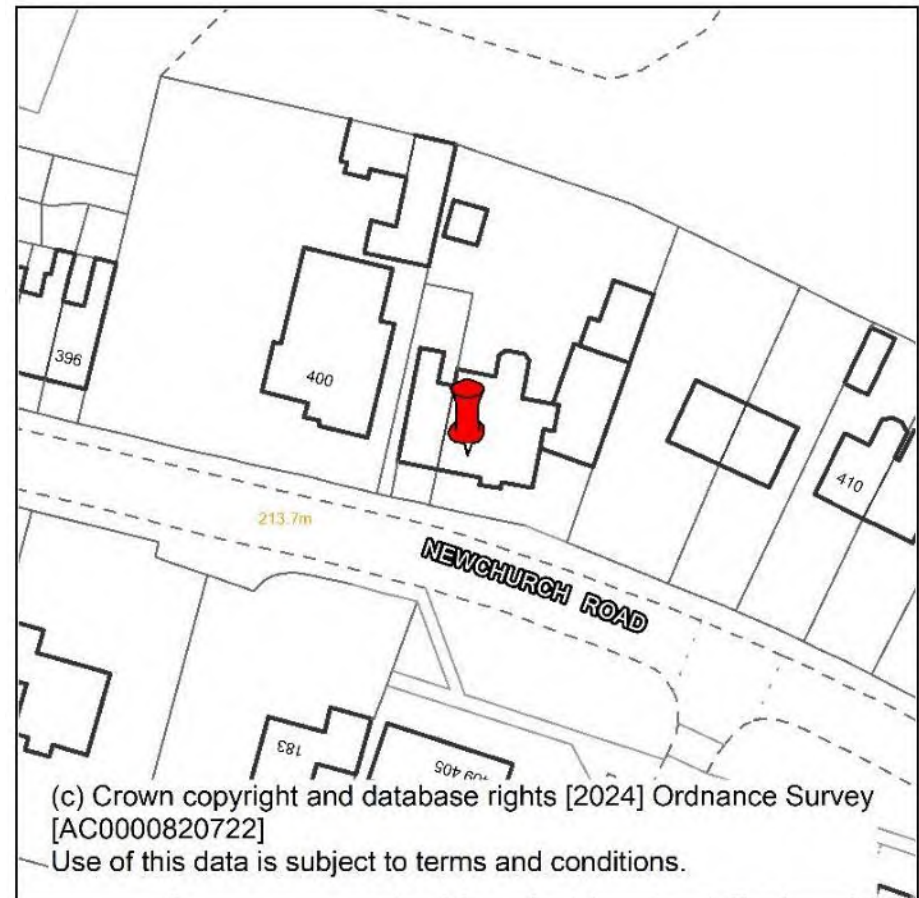 396
400
410
213.7m
NEWCHURCH ROAD
183
405
(c) Crown copyright and database rights [2024] Ordnance Survey
[AC0000820722]
Use of this data is subject to terms and conditions.